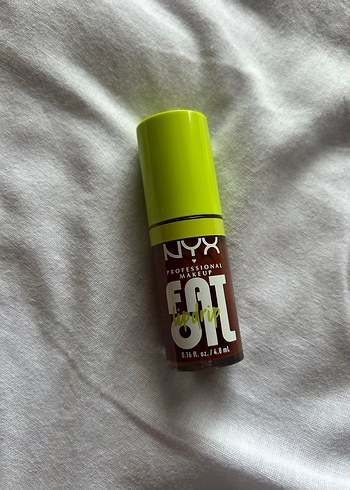 NYX
PROFESSIONAL
MAKEUP
FAT
OIL
lip drip
0.16 fl. oz. / 4.8 mL